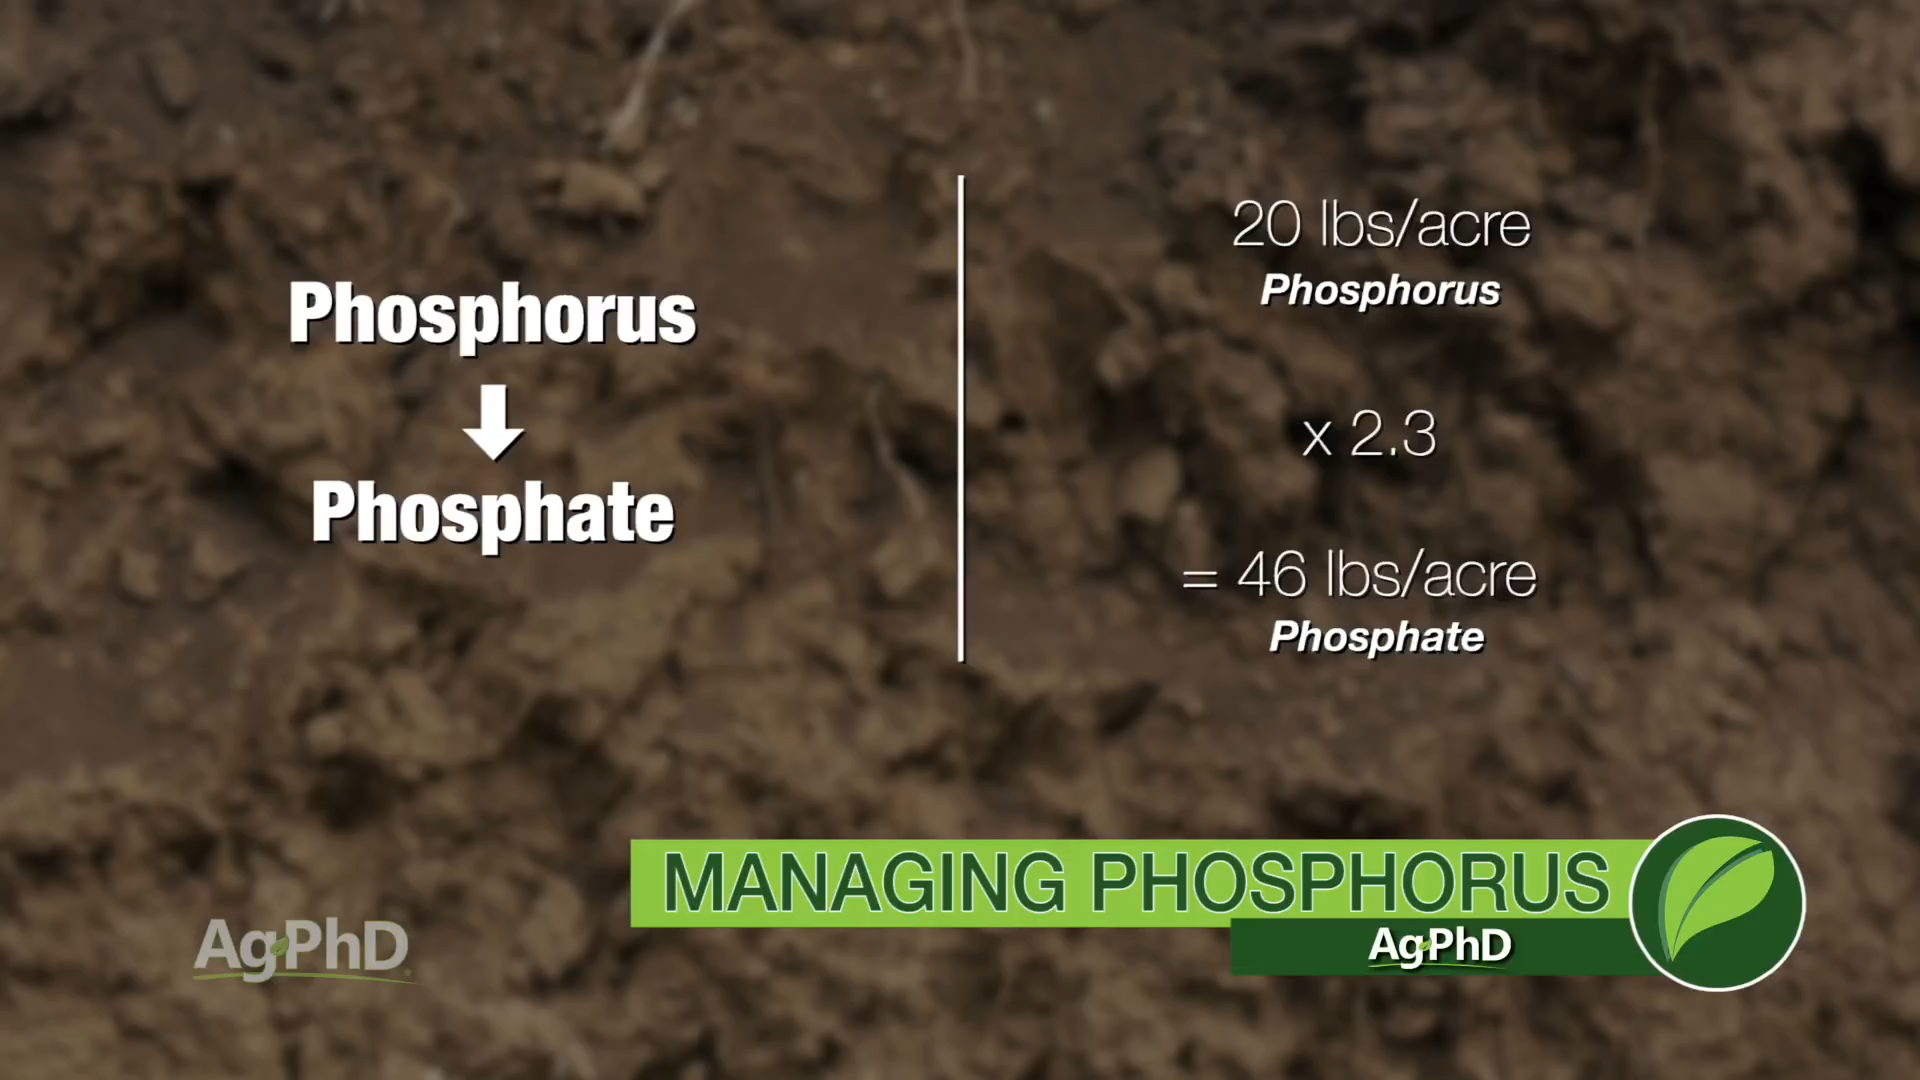 Phosphorus
Phosphate
20 lbs/acre
Phosphorus
x 2.3
= 46 lbs/acre
Phosphate
MANAGING PHOSPHORUS
AgPhD
AgPhD